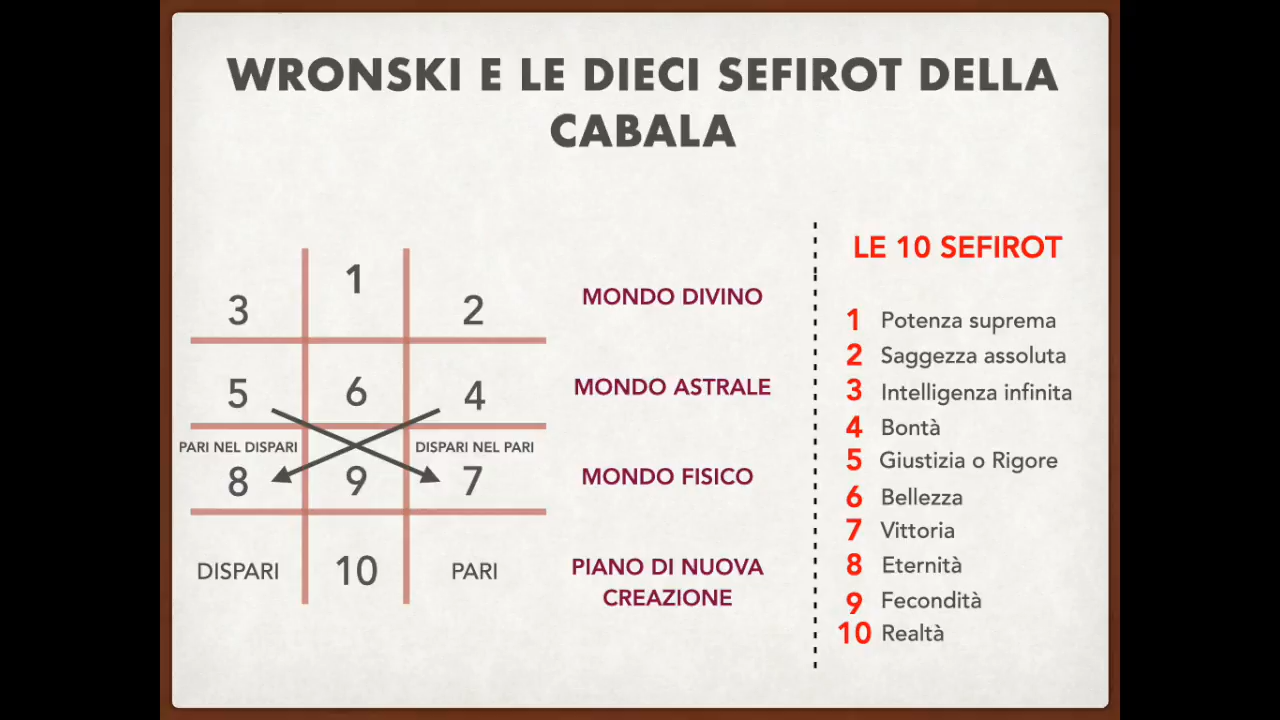 WRONSKI E LE DIECI SEFIROT DELLA
CABALA
3 1 2
MONDO DIVINO
5 6 4
MONDO ASTRALE
PARI NEL DISPARI
DISPARI NEL PARI
8 9 7
MONDO FISICO
DISPARI 10 PARI
PIANO DI NUOVA
CREAZIONE
LE 10 SEFIROT
1 Potenza suprema
2 Saggezza assoluta
3 Intelligenza infinita
4 Bontà
5 Giustizia o Rigore
6 Bellezza
7 Vittoria
8 Eternità
9 Fecondità
10 Realtà